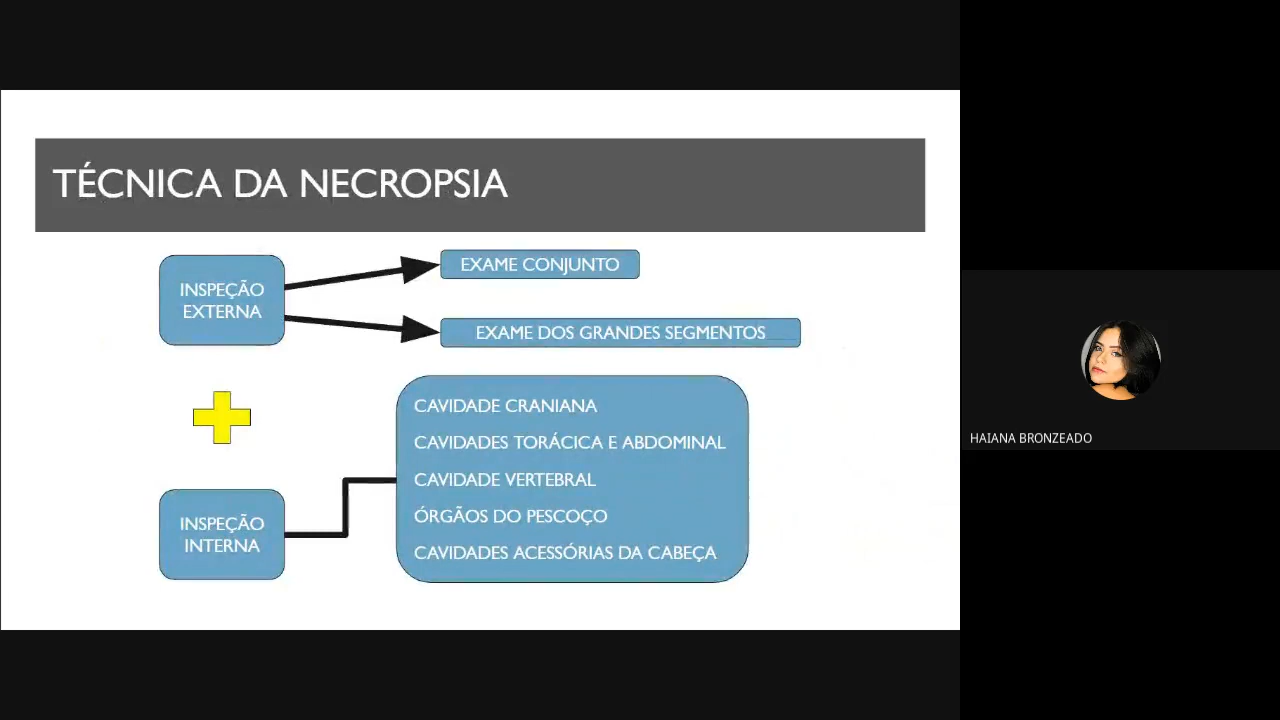 TÉCNICA DA NECROPSIA
INSPEÇÃO
EXTERNA
EXAME CONJUNTO
EXAME DOS GRANDES SEGMENTOS
INSPEÇÃO
INTERNA
CAVIDADE CRANIANA
CAVIDADES TORÁCICA E ABDOMINAL
CAVIDADE VERTEBRAL
ÓRGÃOS DO PESCOÇO
CAVIDADES ACESSÓRIAS DA CABEÇA
HAIANA BRONZEADO